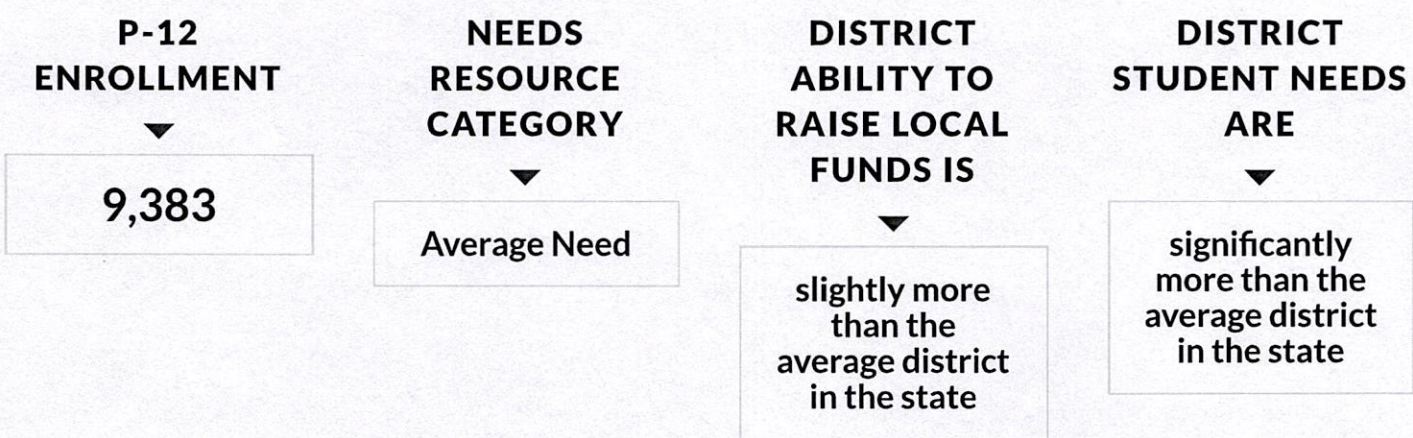 P-12
ENROLLMENT
9,383
NEEDS
RESOURCE
CATEGORY
Average Need
DISTRICT
ABILITY TO
RAISE LOCAL
FUNDS IS
slightly more
than the
average district
in the state
DISTRICT
STUDENT NEEDS
ARE
significantly
more than the
average district
in the state